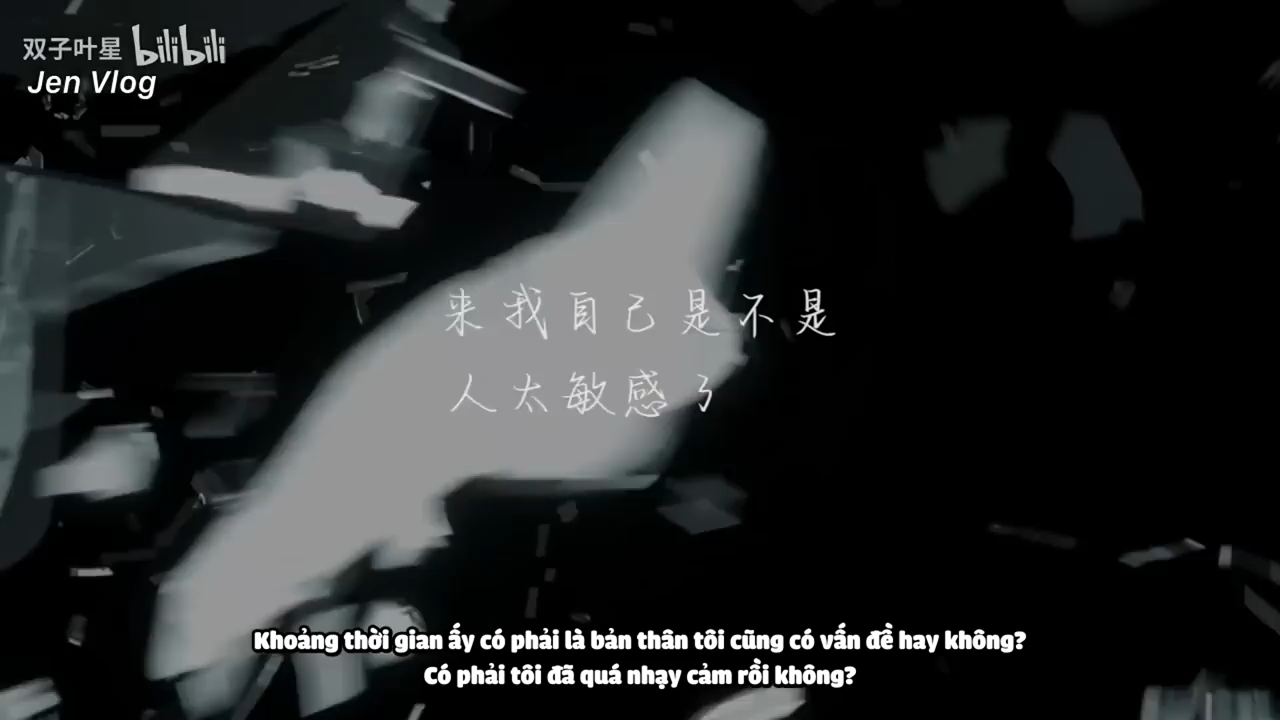 双子叶星 bilibili
Jen Vlog
来我自己是不是
人太敏感了
Khoảng thời gian ấy có phải là bản thân tôi cũng có vấn đề hay không?
Có phải tôi đã quá nhạy cảm rồi không?